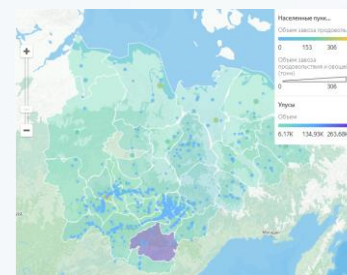 Населенные пунк...
Объем завоза продовольс
0 153 306
Объем завоза
продовольствия и овощей
(тонн)
0 306
Улусы
Объем
6.17K 134.93K 263.68K